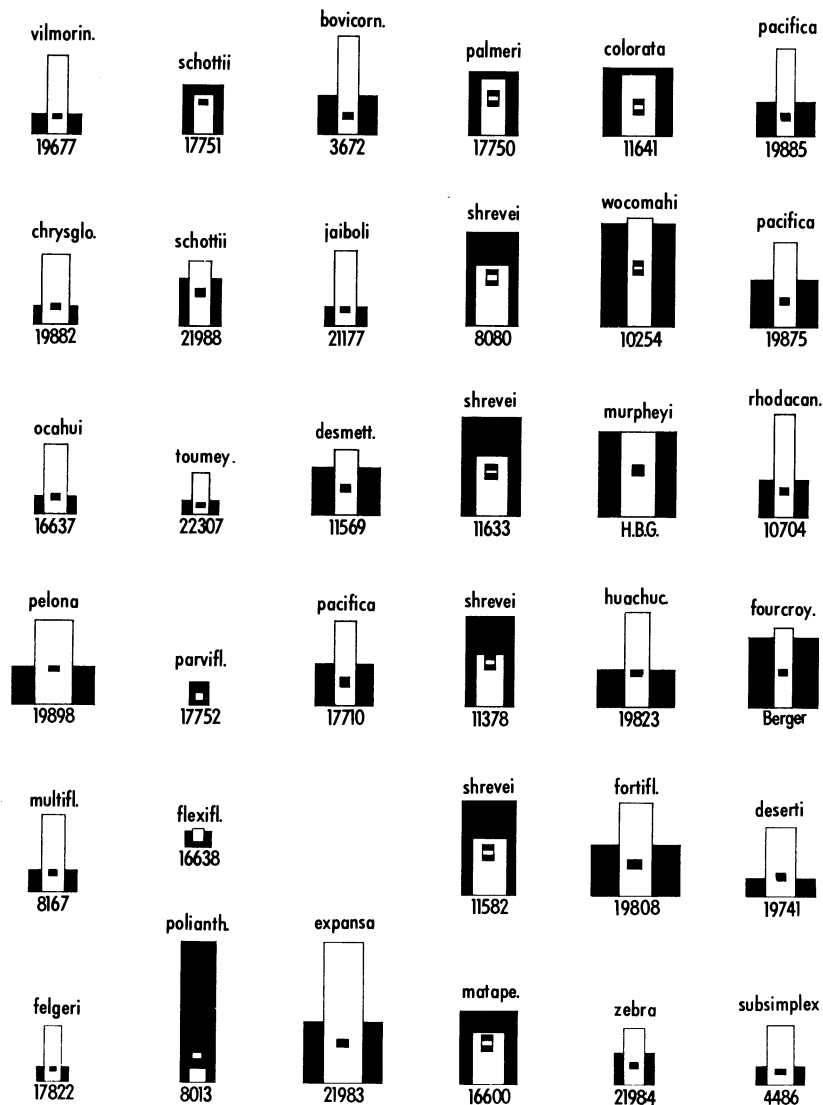 vilmorin.
19677
schottii
17751
bovicorn.
3672
palmeri
17750
colorata
11641
pacifica
19885
chrysglo.
19882
schottii
21988
jaiboli
21177
shrevei
8080
wocomahi
10254
pacifica
19875
ocahui
16637
toumey.
22307
desmett.
11569
shrevei
11633
murpheyi
H.B.G.
rhodacan.
10704
pelona
19898
parvifl.
17752
pacifica
17710
shrevei
11378
huachuc.
19823
fourcroy.
Berger
multifl.
8167
flexifl.
16638
shrevei
11582
fortifl.
19808
deserti
19741
felgeri
17822
polianth.
8013
expansa
21983
matape.
16600
zebra
21984
subsimplex
4486